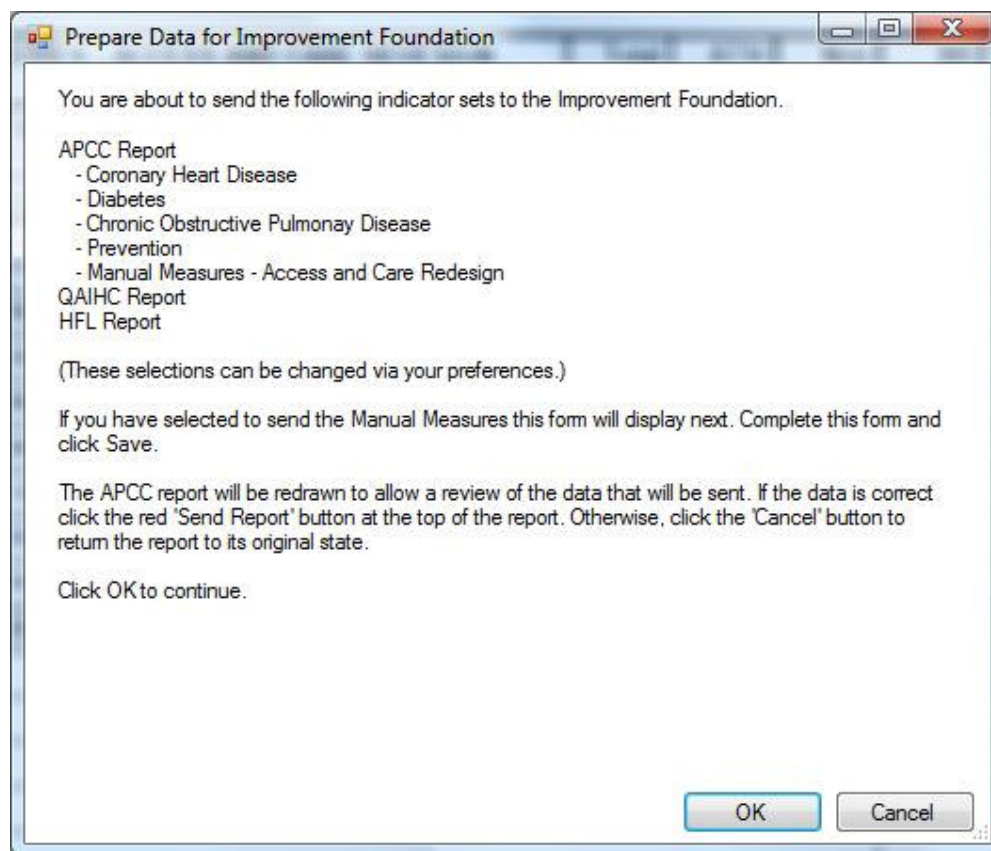 Prepare Data for Improvement Foundation
You are about to send the following indicator sets to the Improvement Foundation.
APCC Report
- Coronary Heart Disease
- Diabetes
- Chronic Obstructive Pulmonay Disease
- Prevention
- Manual Measures - Access and Care Redesign
QAIHC Report
HFL Report
(These selections can be changed via your preferences.)
If you have selected to send the Manual Measures this form will display next. Complete this form and
click Save.
The APCC report will be redrawn to allow a review of the data that will be sent. If the data is correct
click the red 'Send Report' button at the top of the report. Otherwise, click the 'Cancel' button to
return the report to its original state.
Click OK to continue.
OK
Cancel